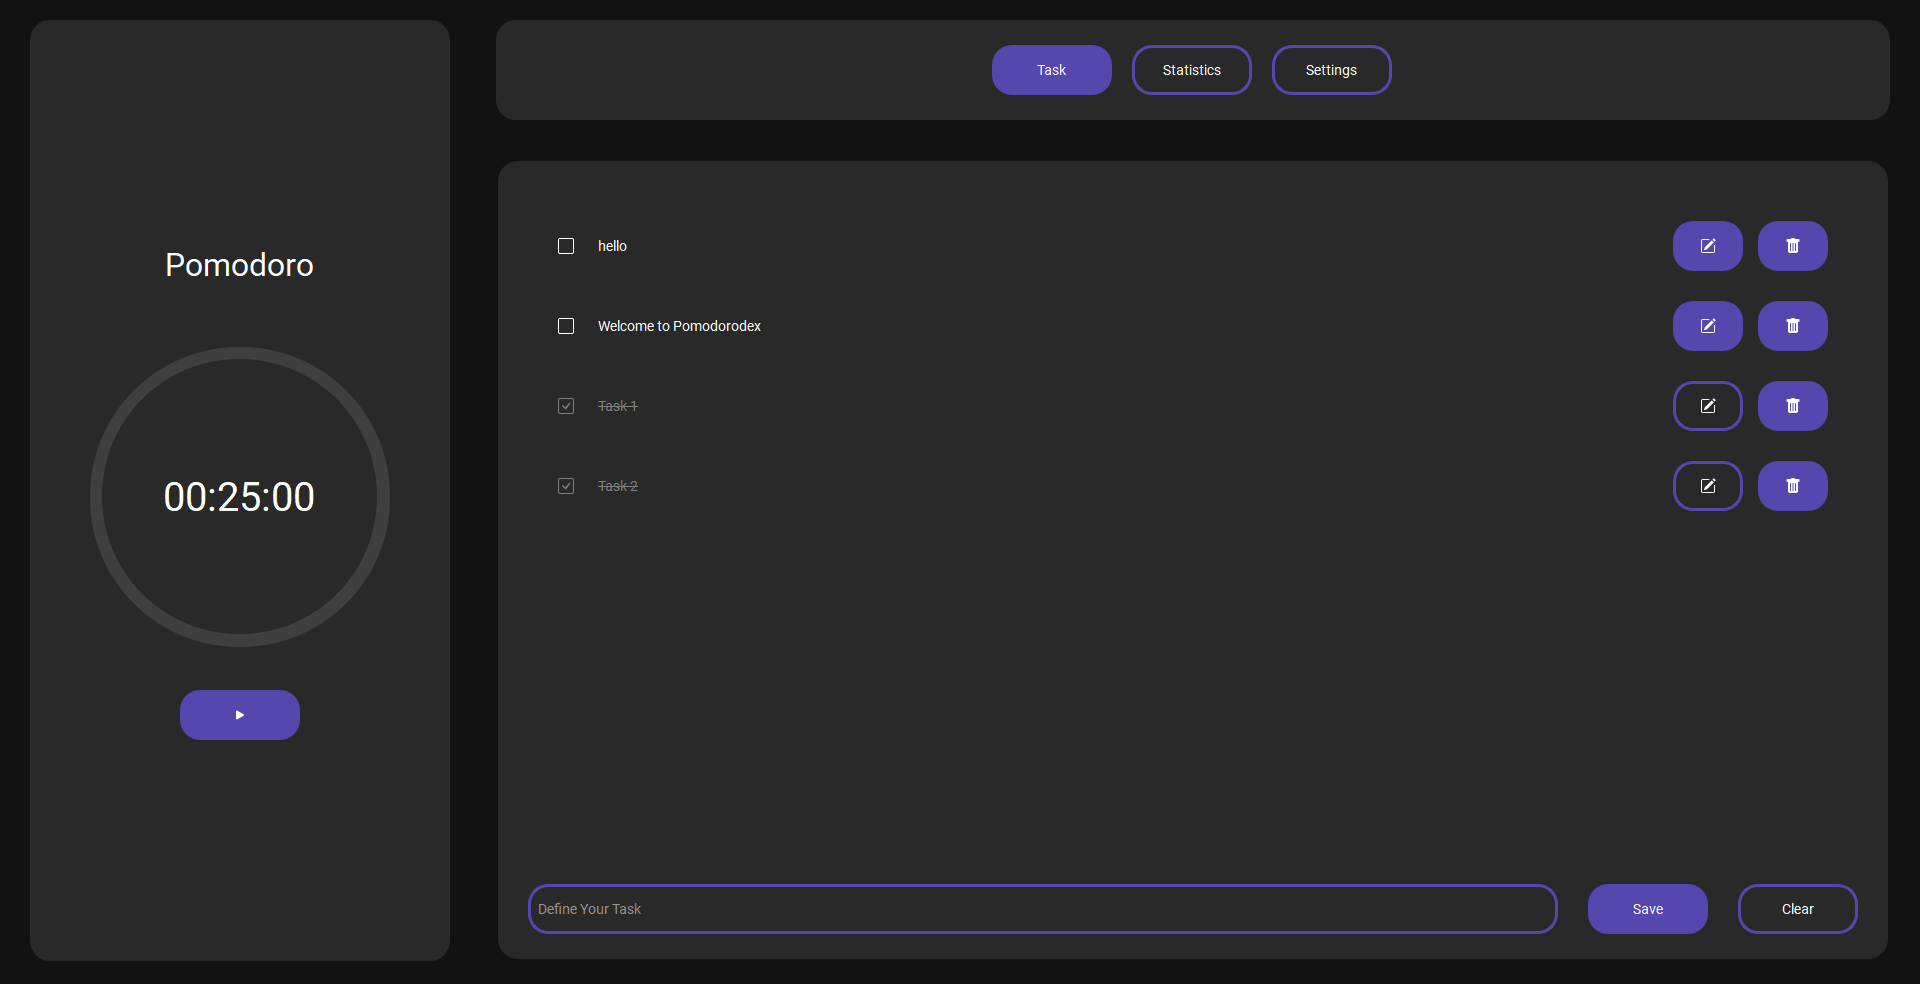 Pomodoro
00:25:00
Task
Statistics
Settings
hello
Welcome to Pomodorodex
Task 1
Task 2
Define Your Task
Save
Clear